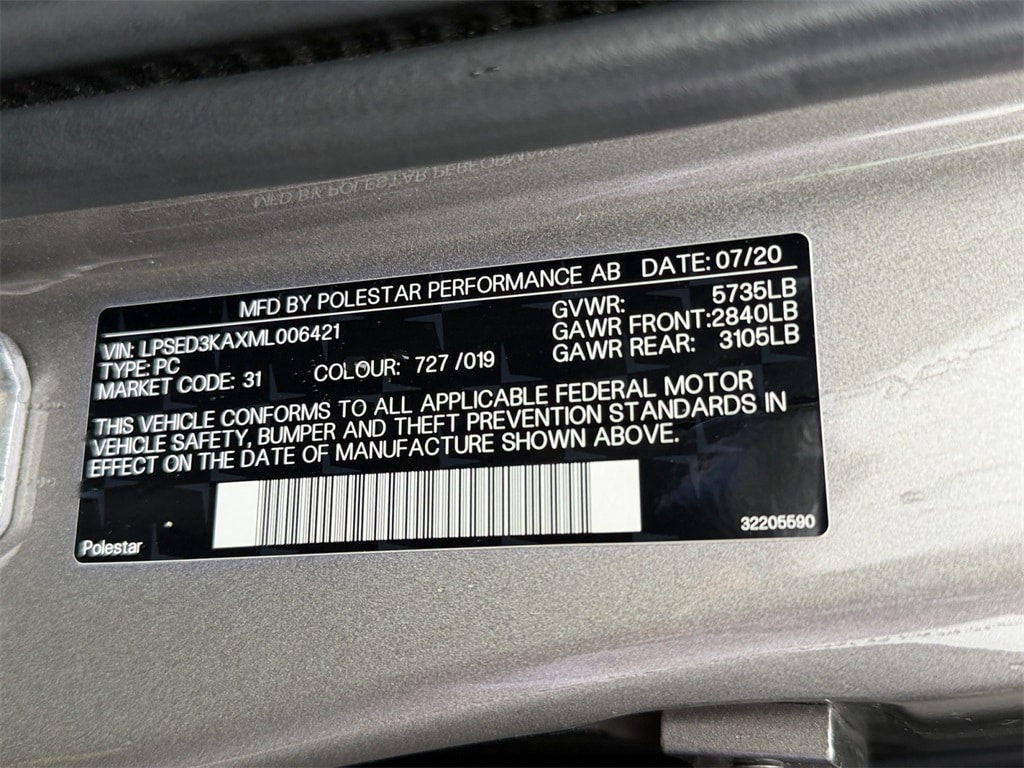 MFD BY POLESTAR PERFORMANCE AB DATE: 07/20
VIN: LPSED3KAXML006421 GVWR: 5735LB
TYPE: PC GAWR FRONT: 2840LB
MARKET CODE: 31 COLOUR: 727 /019 GAWR REAR: 3105LB
THIS VEHICLE CONFORMS TO ALL APPLICABLE FEDERAL MOTOR
VEHICLE SAFETY, BUMPER AND THEFT PREVENTION STANDARDS IN
EFFECT ON THE DATE OF MANUFACTURE SHOWN ABOVE.
Polestar 32205590